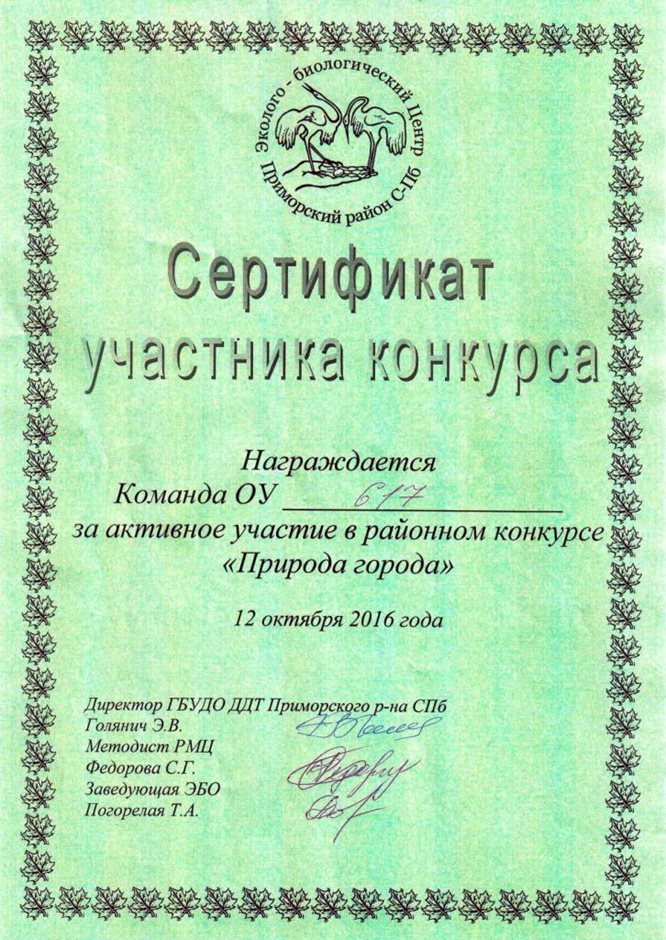 Эколого - биологический Центр
Приморский район С-Пб
Сертификат
участника конкурса
Награждается
Команда ОУ 617
за активное участие в районном конкурсе
«Природа города»
12 октября 2016 года
Директор ГБУДО ДДТ Приморского р-на СПб
Голянич Э.В.
Методист РМЦ
Федорова С.Г.
Заведующая ЭБО
Погорелая Т.А.